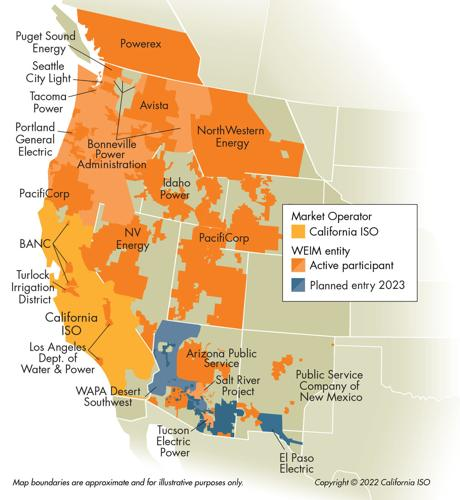 Puget Sound
Energy
Powerex
Seattle
City Light
Tacoma
Power
Avista
Portland
General
Electric
NorthWestern
Energy
Bonneville
Power
Administration
PacifiCorp
Idaho
Power
BANC
NV
Energy
PacifiCorp
Market Operator
California ISO
WEIM entity
Active participant
Planned entry 2023
Turlock
Irrigation
District
California
ISO
Los Angeles
Dept. of
Water & Power
Arizona Public
Service
WAPA Desert
Southwest
Salt River
Project
Public Service
Company of
New Mexico
Tucson
Electric
Power
El Paso
Electric
Map boundaries are approximate and for illustrative purposes only.
Copyright © 2022 California ISO